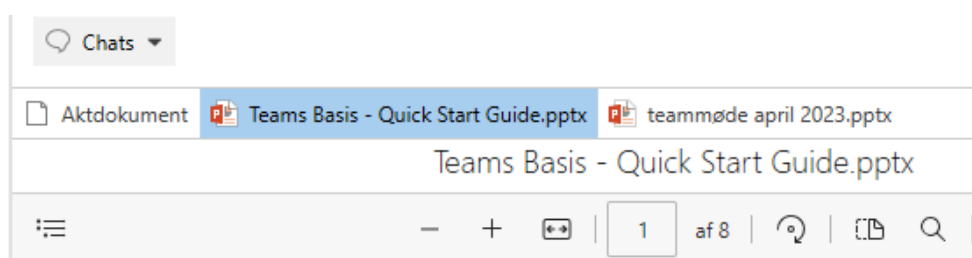 Chats
Aktdokument Teams Basis - Quick Start Guide.pptx teammøde april 2023.pptx
Teams Basis - Quick Start Guide.pptx
1 af 8